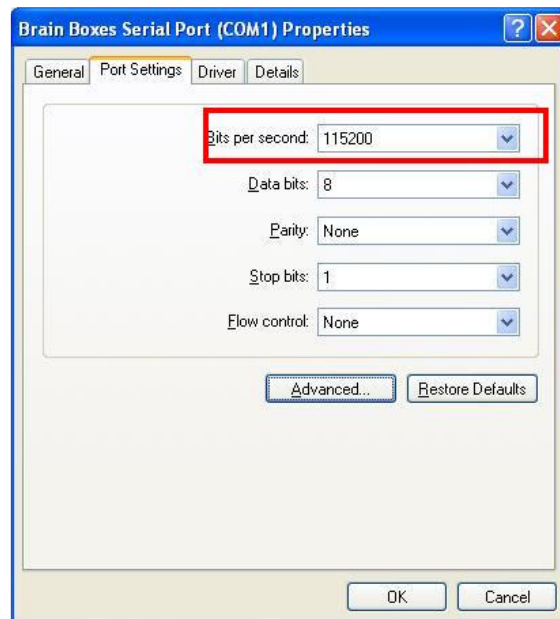 Brain Boxes Serial Port (COM1) Properties
General Port Settings Driver Details
Bits per second: 115200
Data bits: 8
Parity: None
Stop bits: 1
Flow control: None
Advanced... Restore Defaults
OK Cancel